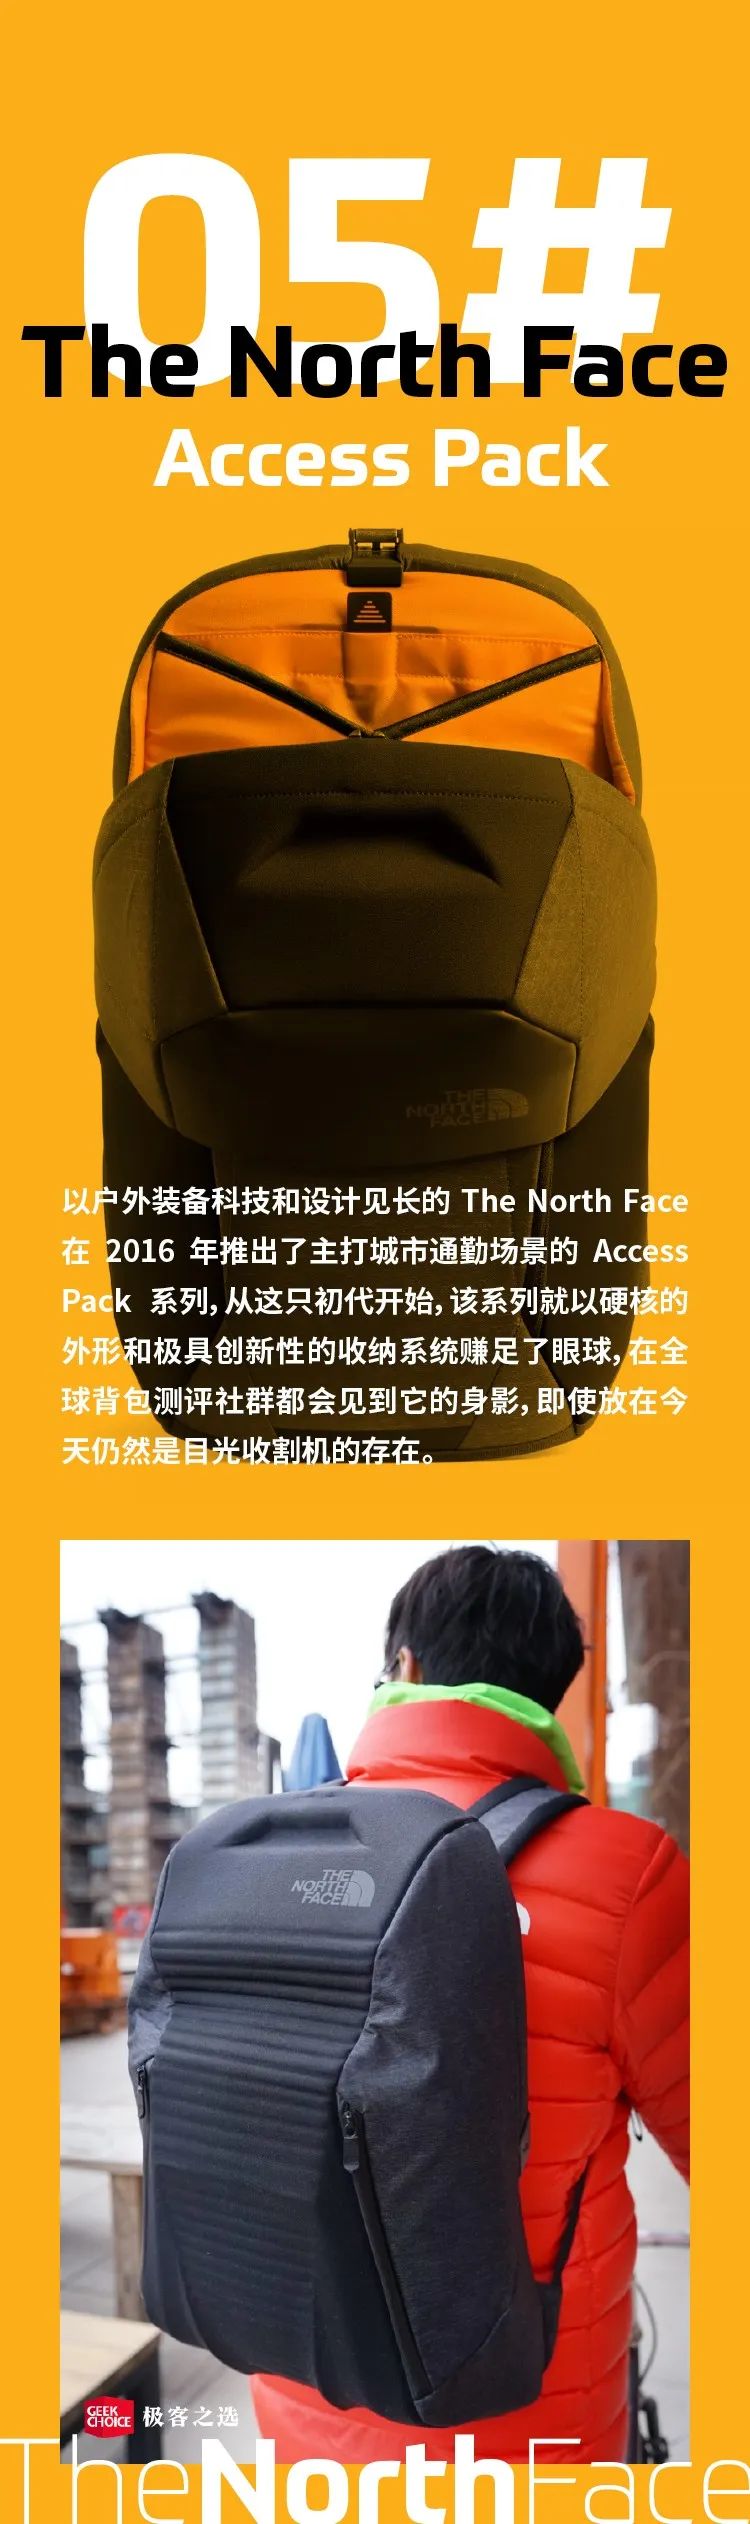 05#
The North Face
Access Pack
THE
NORTH
FACE
以户外装备科技和设计见长的 The North Face
在 2016 年推出了主打城市通勤场景的 Access
Pack 系列，从这只初代开始，该系列就以硬核的
外形和极具创新性的收纳系统赚足了眼球，在全
球背包测评社群都会见到它的身影，即使放在今
天仍然是目光收割机的存在。
THE
NORTH
FACE
GEEK
CHOICE
极客之选
TheNorthFace